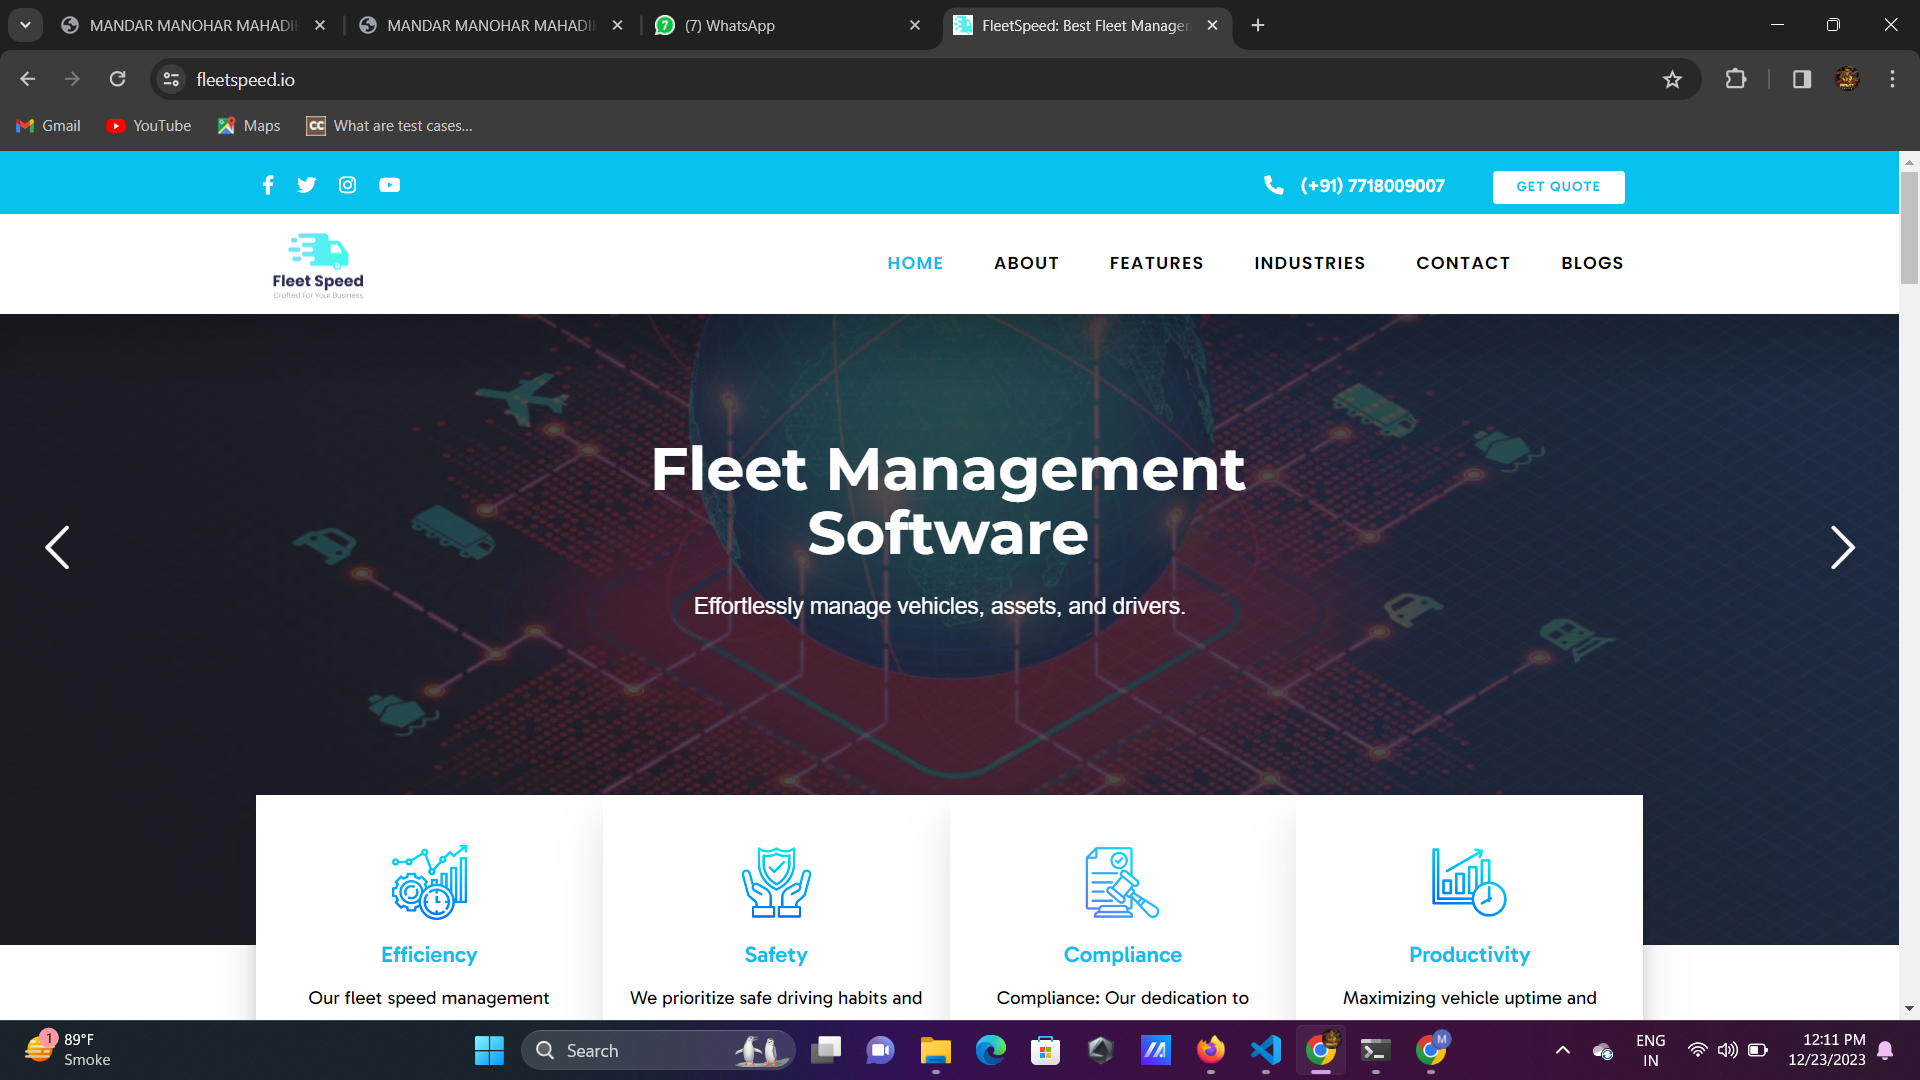 MANDAR MANOHAR MAHADI
MANDAR MANOHAR MAHADI
7
(7) WhatsApp
FleetSpeed: Best Fleet Manager
fleetspeed.io
Gmail
YouTube
Maps
CC
What are test cases...
(+91) 7718009007
GET QUOTE
Fleet Speed
Crafted For Your Business
HOME
ABOUT
FEATURES
INDUSTRIES
CONTACT
BLOGS
Fleet Management
Software
Effortlessly manage vehicles, assets, and drivers.
Efficiency
Safety
Compliance
Productivity
Our fleet speed management
We prioritize safe driving habits and
Compliance: Our dedication to
Maximizing vehicle uptime and
1
89°F
Smoke
Search
M
ENG
IN
12:11 PM
12/23/2023